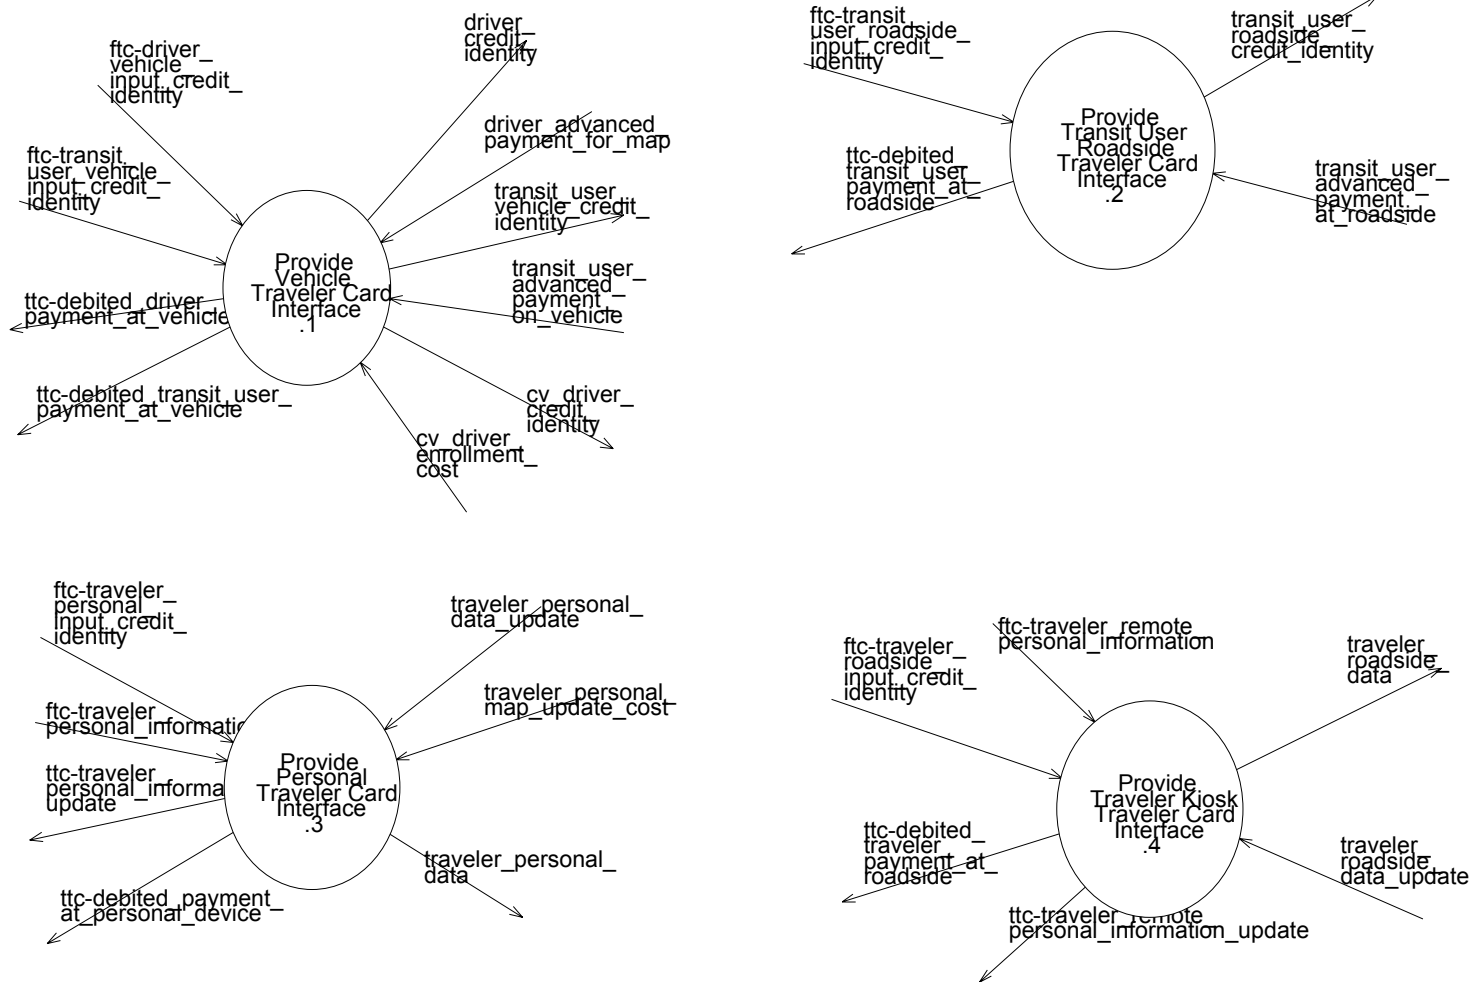 driver_
credit_
identity
ftc-driver_
vehicle_
input_credit_
identity
driver_advanced_
payment_for_map
ftc-transit_
user_vehicle_
input_credit_
identity
transit_user_
vehicle_credit_
identity
Provide
Vehicle
Traveler Card
Interface
.1
transit_user_
advanced_
payment_
on_vehicle
ttc-debited_driver_
payment_at_vehicle
ttc-debited_transit_user_
payment_at_vehicle
cv_driver_
credit_
identity
cv_driver_
enrollment_
cost
ftc-transit_
user_roadside_
input_credit_
identity
transit_user_
roadside_
credit_identity
Provide
Transit User
Roadside
Traveler Card
Interface
.2
ttc-debited_
transit_user_
payment_at_
roadside
transit_user_
advanced_
payment_
at_roadside
ftc-traveler_
personal_
input_credit_
identity
traveler_personal_
data_update
ftc-traveler_
personal_informatio
traveler_personal_
map_update_cost_
Provide
Personal
Traveler Card
Interface
.3
ttc-traveler_
personal_informa
update
traveler_personal_
data
ttc-debited_payment_
at_personal_device
ftc-traveler_remote_
personal_information
ftc-traveler_
roadside_
input_credit_
identity
traveler_
roadside_
data
Provide
Traveler Kiosk
Traveler Card
Interface
.4
ttc-debited_
traveler_
payment_at_
roadside
traveler_
roadside_
data_update
ttc-traveler_remote_
personal_information_update